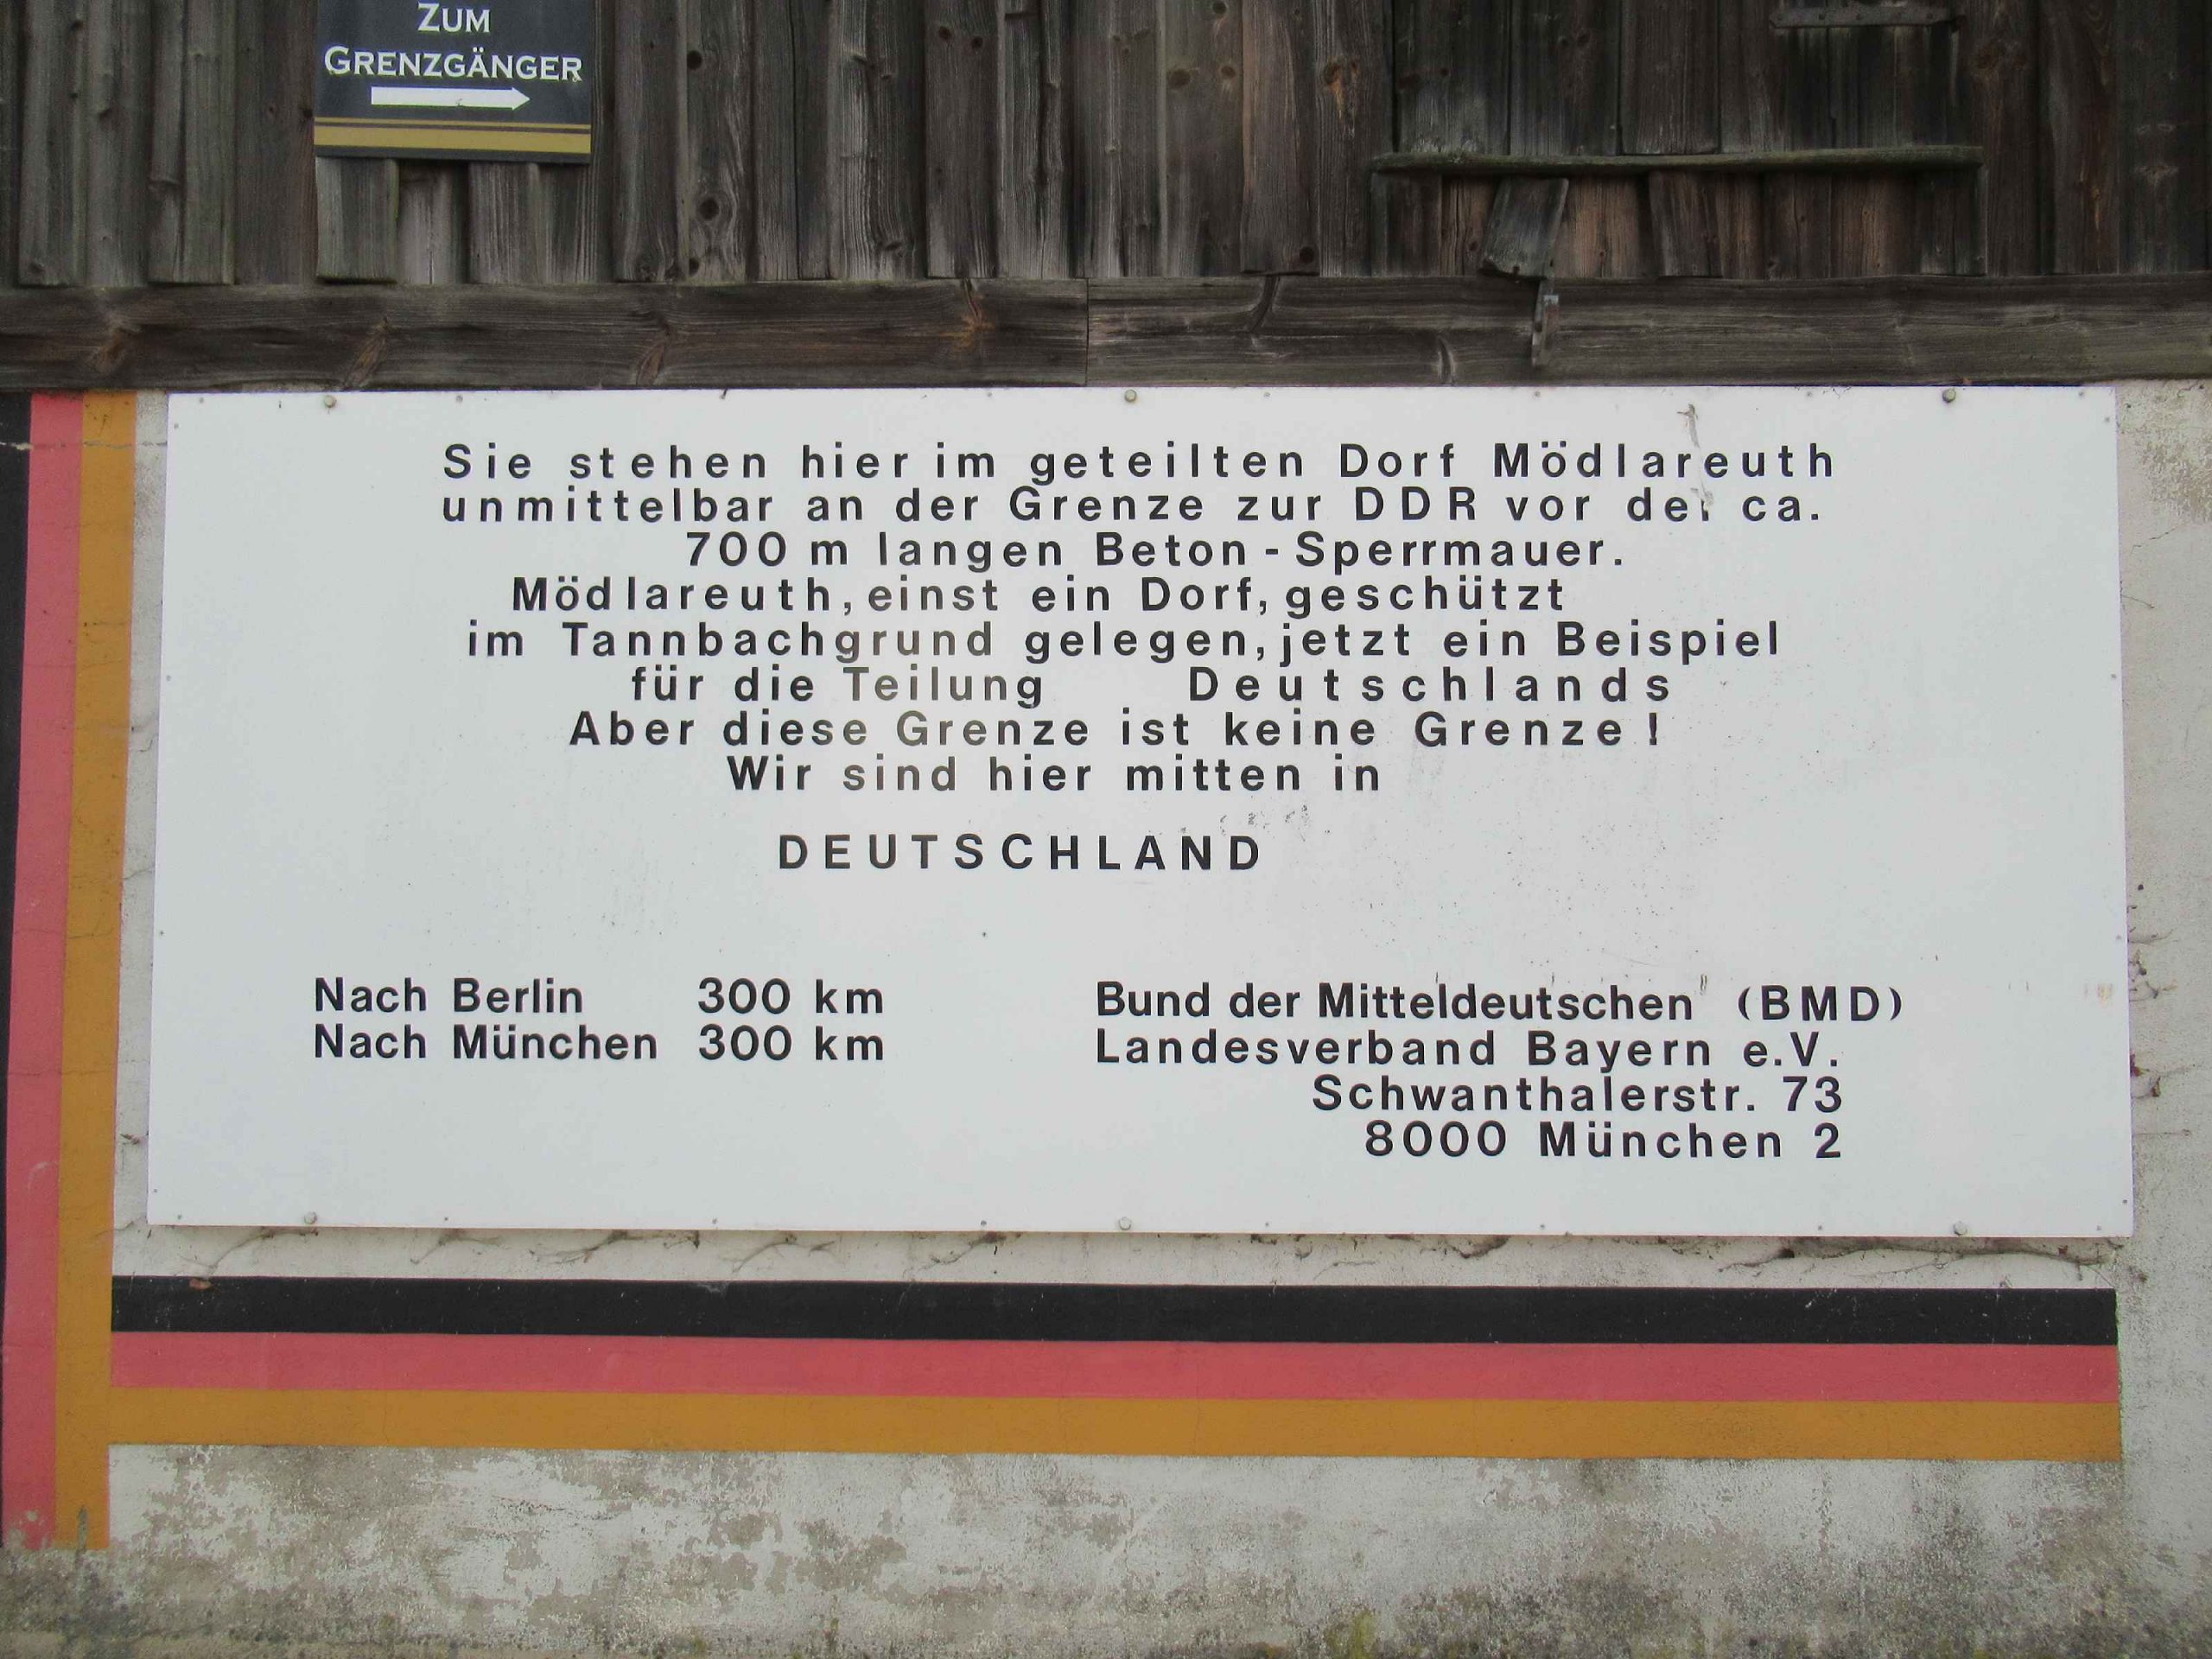 ZUM
GRENZGÄNGER
Sie stehen hier im geteilten Dorf Mödlareuth
unmittelbar an der Grenze zur DDR vor der ca.
700 m langen Beton - Sperrmauer.
Mödlareuth, einst ein Dorf, geschützt
im Tannbachgrund gelegen, jetzt ein Beispiel
für die Teilung Deutschlands
Aber diese Grenze ist keine Grenze !
Wir sind hier mitten in
DEUTSCHLAND
Nach Berlin 300 km
Nach München 300 km
Bund der Mitteldeutschen (BMD)
Landesverband Bayern e.V.
Schwanthalerstr. 73
8000 München 2